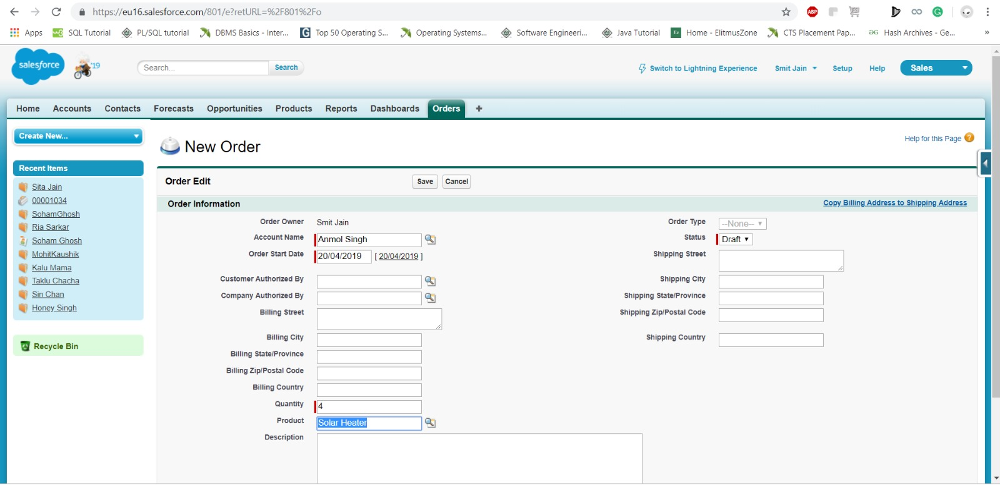 https://eu16.salesforce.com/801/e?retURL=%2F801%2Fo
ABP
G
Apps SQL Tutorial PL/SQL tutorial DBMS Basics - Inter... G Top 50 Operating S... Operating Systems... Software Engineeri... Java Tutorial Home - ElitmusZone CTS Placement Pap... GG Hash Archives - Ge... »
salesforce '19 Search... Search Switch to Lightning Experience Smit Jain Setup Help Sales
Home Accounts Contacts Forecasts Opportunities Products Reports Dashboards Orders +
Create New...
Recent Items
Sita Jain
00001034
SohamGhosh
Ria Sarkar
Soham Ghosh
MohitKaushik
Kalu Mama
Taklu Chacha
Sin Chan
Honey Singh
Recycle Bin
New Order
Help for this Page ?
Order Edit Save Cancel
Order Information Copy Billing Address to Shipping Address
Order Owner Smit Jain Order Type --None--
Account Name Anmol Singh Status Draft
Order Start Date 20/04/2019 [ 20/04/2019 ] Shipping Street
Customer Authorized By Shipping City
Company Authorized By Shipping State/Province
Billing Street Shipping Zip/Postal Code
Billing City Shipping Country
Billing State/Province
Billing Zip/Postal Code
Billing Country
Quantity 4
Product Solar Heater
Description